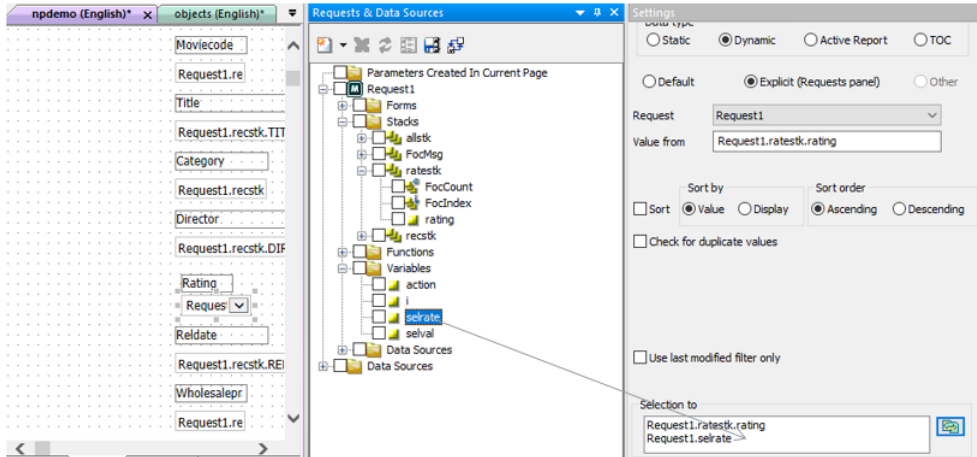 npdemo (English)*
objects (English)*
Moviecode
Request1.re
Title
Request1.recstk.TIT
Category
Request1.recstk
Director
Request1.recstk.DIR
Rating
Reques
Reldate
Request1.recstk.REI
Wholesalepr
Request1.re
Requests & Data Sources
Parameters Created In Current Page
Request1
Forms
Stacks
allstk
FocMsg
ratestk
FocCount
FocIndex
rating
recstk
Functions
Variables
action
i
selrate
selval
Data Sources
Data Sources
Settings
Data type
Static Dynamic Active Report TOC
Default Explicit (Requests panel) Other
Request Request1
Value from Request1.ratestk.rating
Sort by Sort order
Sort Value Display Ascending Descending
Check for duplicate values
Use last modified filter only
Selection to
Request1.ratestk.rating
Request1.selrate